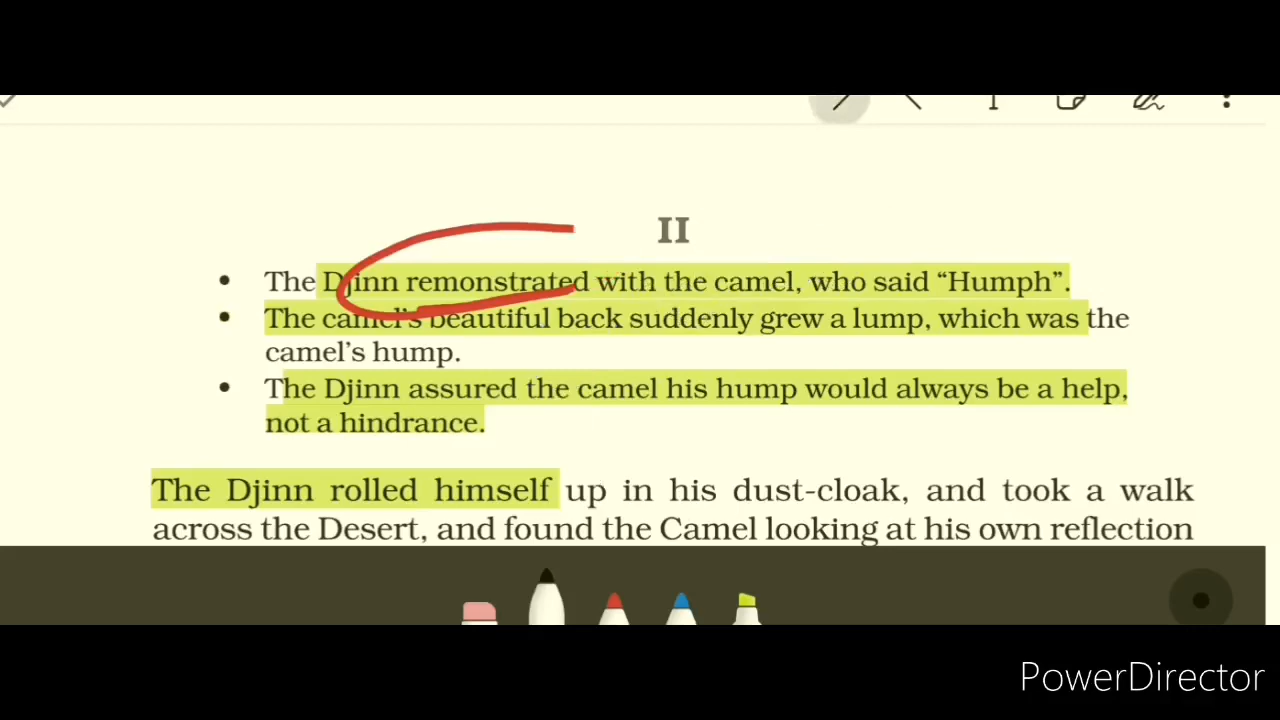 II
• The Djinn remonstrated with the camel, who said “Humph”.
• The camel’s beautiful back suddenly grew a lump, which was the
camel’s hump.
• The Djinn assured the camel his hump would always be a help,
not a hindrance.
The Djinn rolled himself up in his dust-cloak, and took a walk
across the Desert, and found the Camel looking at his own reflection
PowerDirector